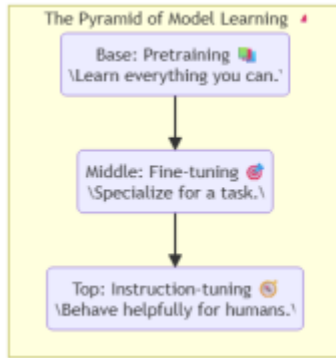 The Pyramid of Model Learning
Base: Pretraining 📚
\Learn everything you can.\
Middle: Fine-tuning 🎯
\Specialize for a task.\
Top: Instruction-tuning 🧭
\Behave helpfully for humans.\